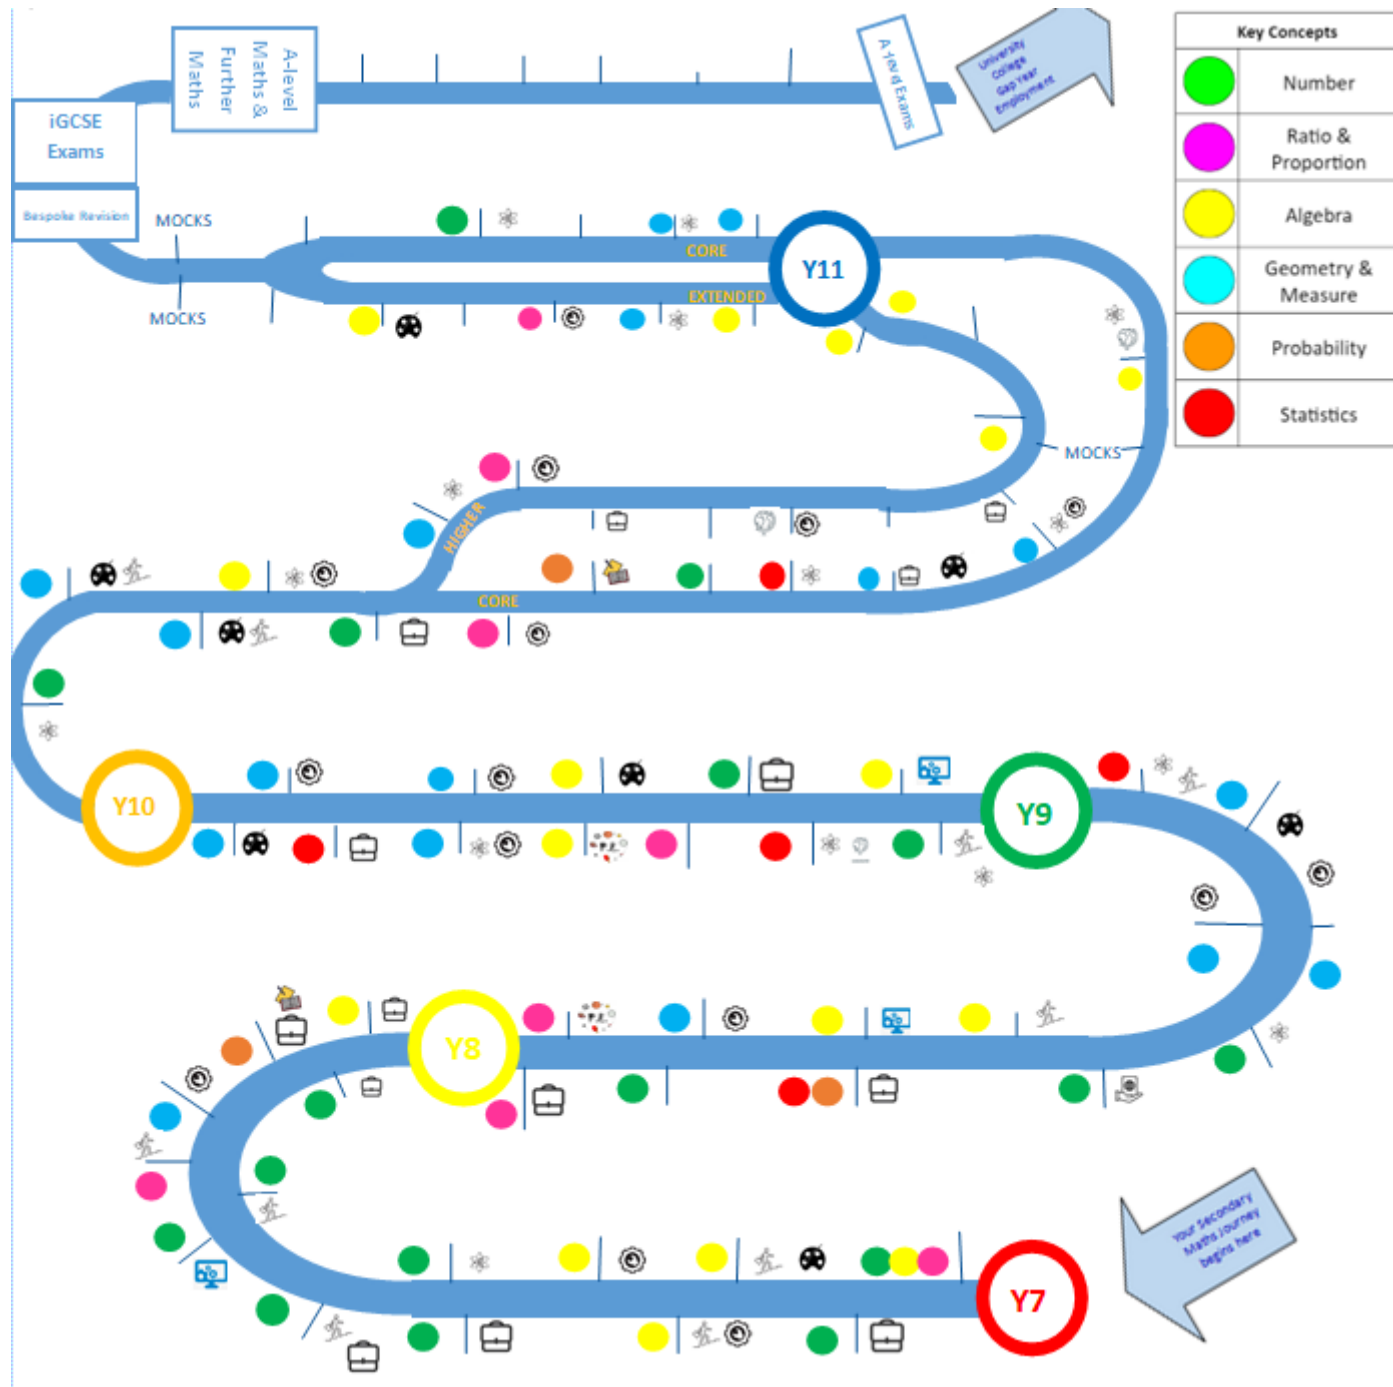 A-level
Maths &
Further
Maths
A-level Exams
University
College
Gap Year
Employment
Key Concepts
Number
Ratio &
Proportion
Algebra
Geometry &
Measure
Probability
Statistics
iGCSE
Exams
Bespoke Revision
MOCKS
MOCKS
CORE
EXTENDED
Y11
MOCKS
HIGHER
CORE
Y10
Y9
Y8
Your Secondary
Maths Journey
begins here
Y7